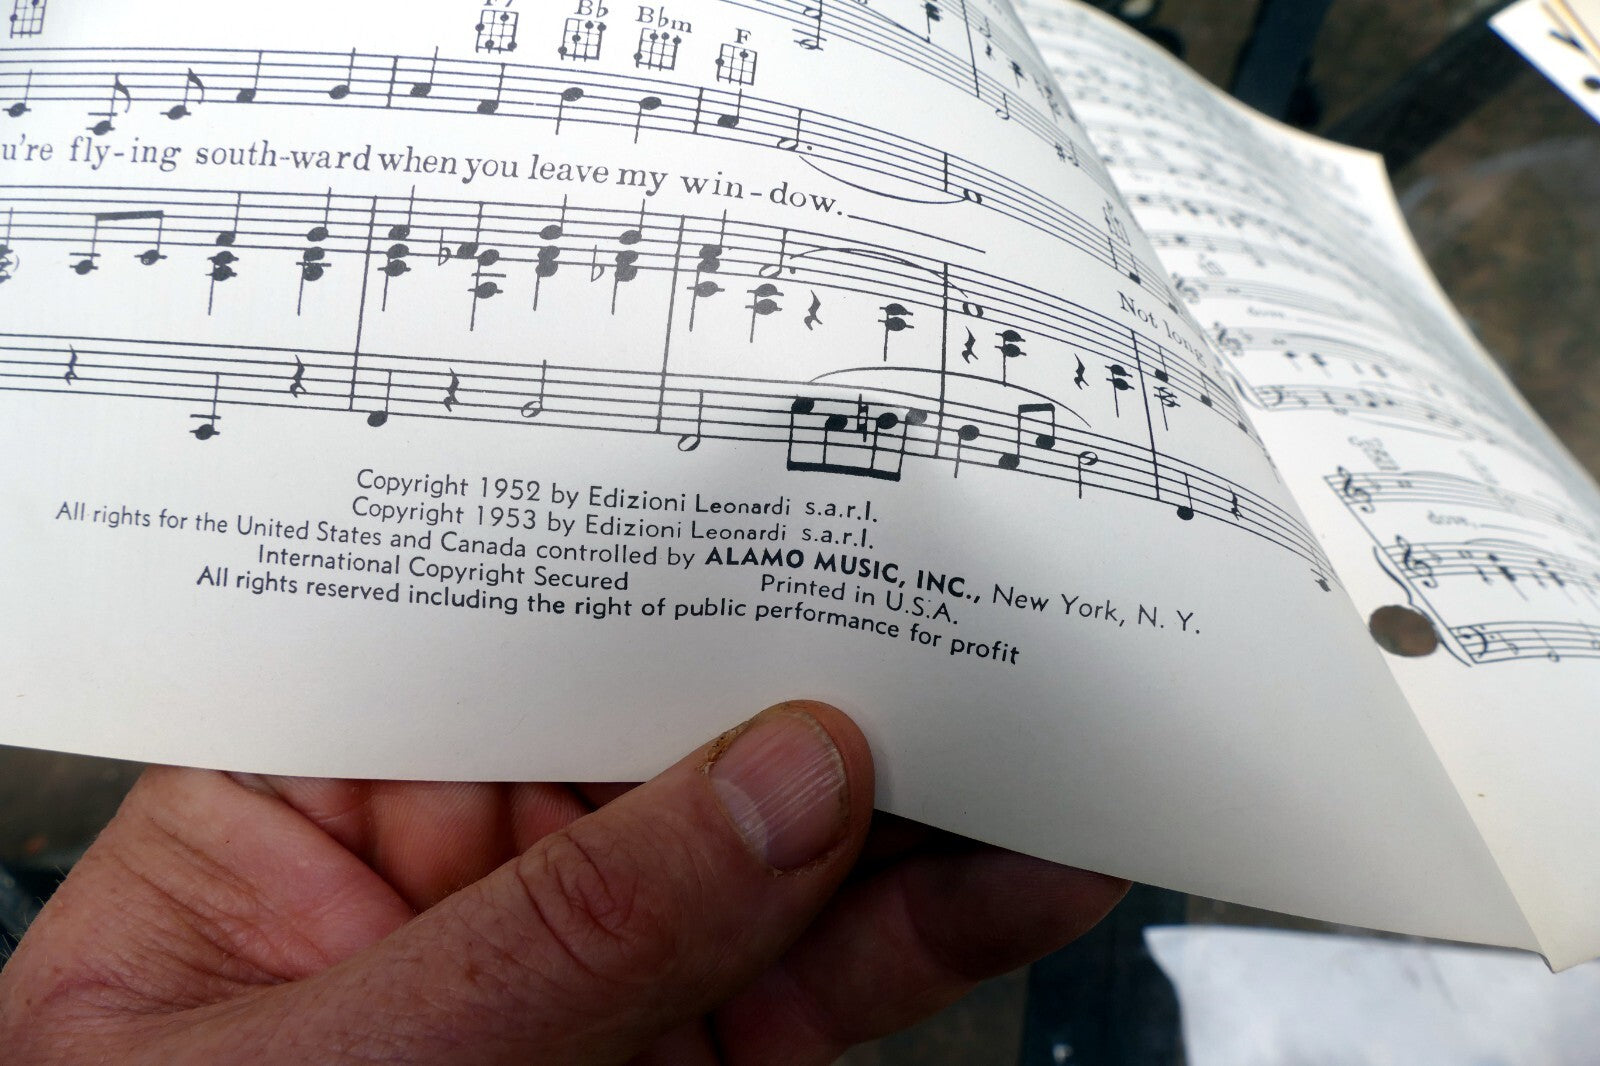 F7 Bb Bbm F
u're fly-ing south-ward when you leave my win-dow.
Not long
Copyright 1952 by Edizioni Leonardi s.a.r.l.
Copyright 1953 by Edizioni Leonardi s.a.r.l.
All rights for the United States and Canada controlled by ALAMO MUSIC, INC., New York, N. Y.
International Copyright Secured Printed in U.S.A.
All rights reserved including the right of public performance for profit
dow,